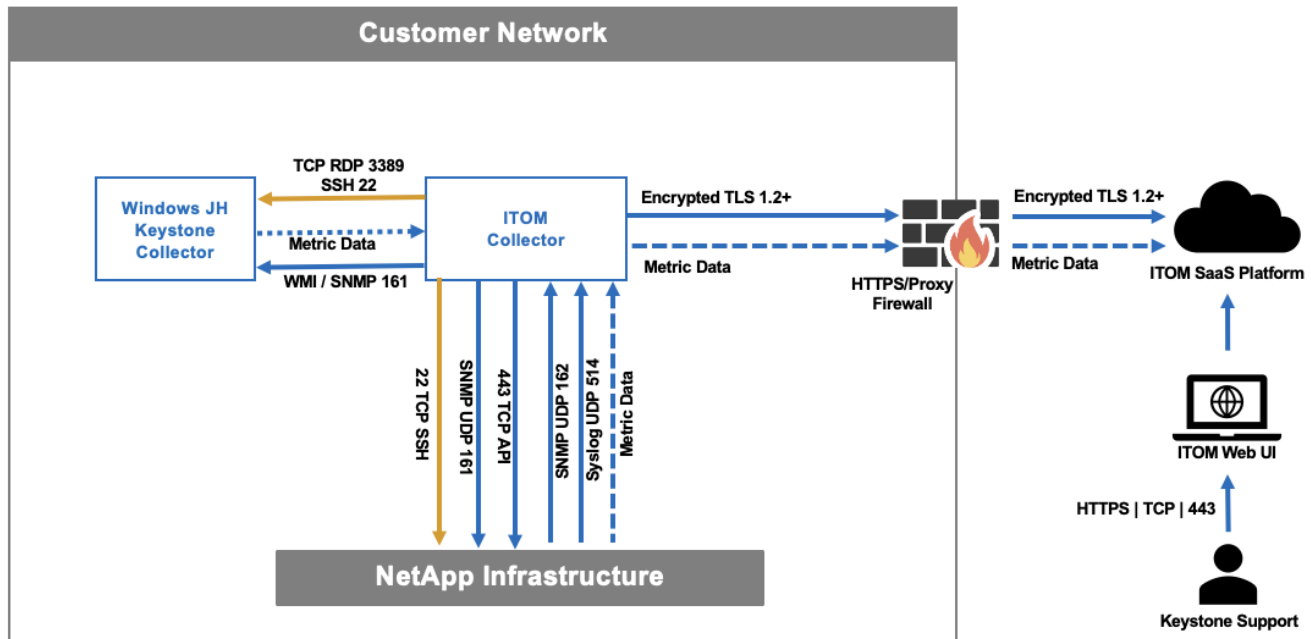 Customer Network
TCP RDP 3389
SSH 22
Windows JH
Keystone
Collector
Metric Data
WMI / SNMP 161
ITOM
Collector
Encrypted TLS 1.2+
Metric Data
HTTPS/Proxy
Firewall
Encrypted TLS 1.2+
Metric Data
ITOM SaaS Platform
22 TCP SSH
SNMP UDP 161
443 TCP API
SNMP UDP 162
Syslog UDP 514
Metric Data
NetApp Infrastructure
ITOM Web UI
HTTPS | TCP | 443
Keystone Support